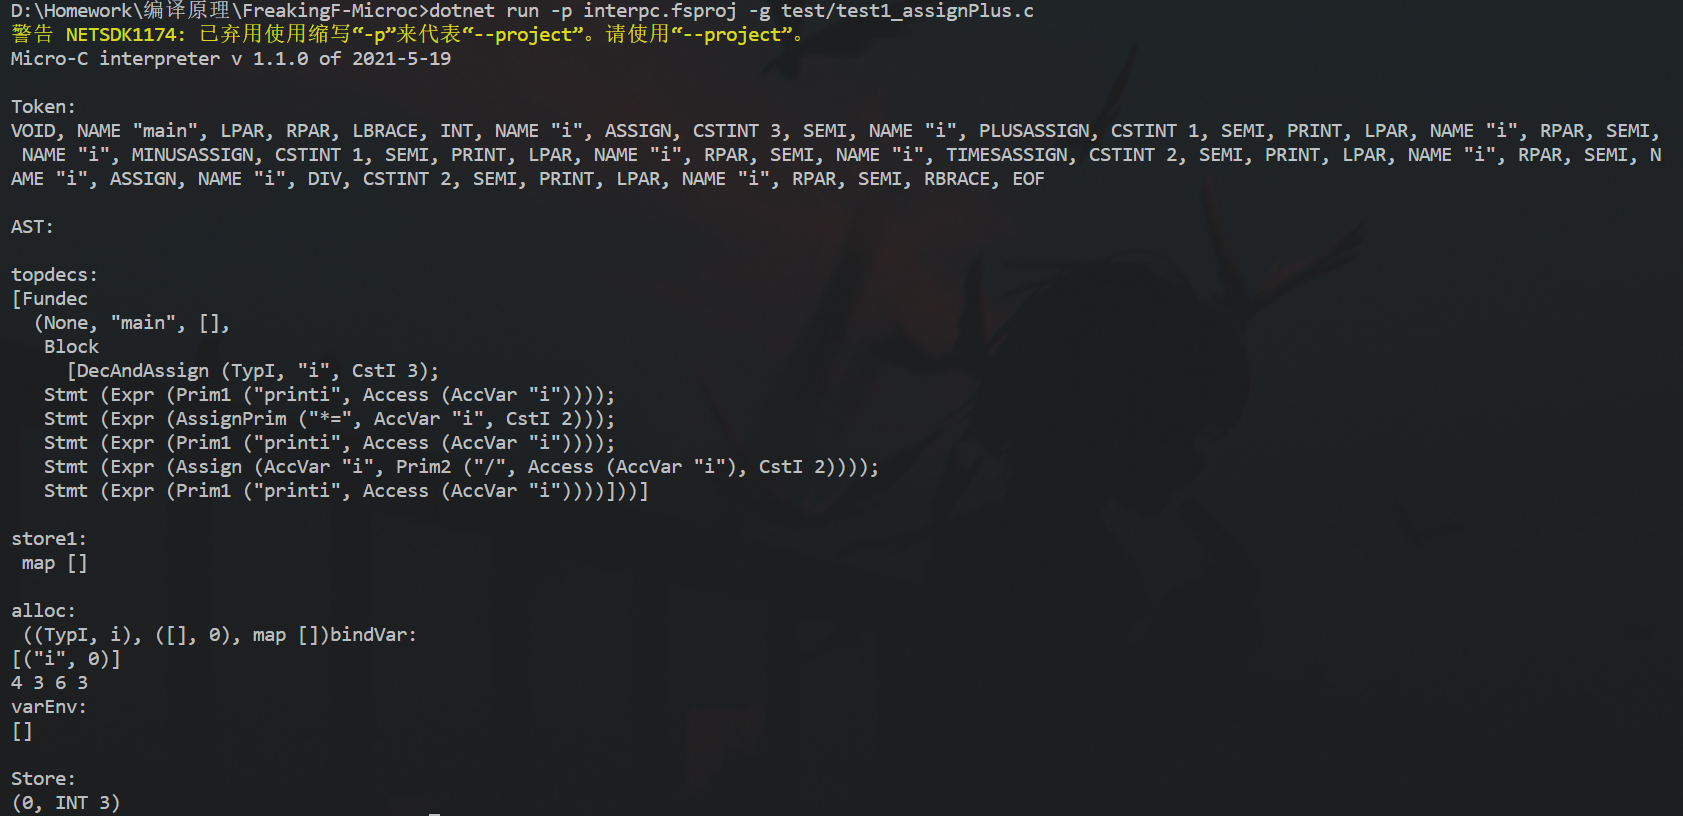 D:\Homework\编译原理\FreakingF-Microc>dotnet run -p interpc.fsproj -g test/test1_assignPlus.c
警告 NETSDK1174: 已弃用使用缩写“-p”来代表“--project”。请使用“--project”。
Micro-C interpreter v 1.1.0 of 2021-5-19
Token:
VOID, NAME "main", LPAR, RPAR, LBRACE, INT, NAME "i", ASSIGN, CSTINT 3, SEMI, NAME "i", PLUSASSIGN, CSTINT 1, SEMI, PRINT, LPAR, NAME "i", RPAR, SEMI,
 NAME "i", MINUSASSIGN, CSTINT 1, SEMI, PRINT, LPAR, NAME "i", RPAR, SEMI, NAME "i", TIMESASSIGN, CSTINT 2, SEMI, PRINT, LPAR, NAME "i", RPAR, SEMI, N
AME "i", ASSIGN, NAME "i", DIV, CSTINT 2, SEMI, PRINT, LPAR, NAME "i", RPAR, SEMI, RBRACE, EOF
AST:
topdecs:
[Fundec
  (None, "main", [],
   Block
     [DecAndAssign (TypI, "i", CstI 3);
   Stmt (Expr (Prim1 ("printi", Access (AccVar "i"))));
   Stmt (Expr (AssignPrim ("*=", AccVar "i", CstI 2)));
   Stmt (Expr (Prim1 ("printi", Access (AccVar "i"))));
   Stmt (Expr (Assign (AccVar "i", Prim2 ("/", Access (AccVar "i"), CstI 2))));
   Stmt (Expr (Prim1 ("printi", Access (AccVar "i"))))]))]
store1:
 map []
alloc:
 ((TypI, i), ([], 0), map [])bindVar:
[("i", 0)]
4 3 6 3
varEnv:
[]
Store:
(0, INT 3)